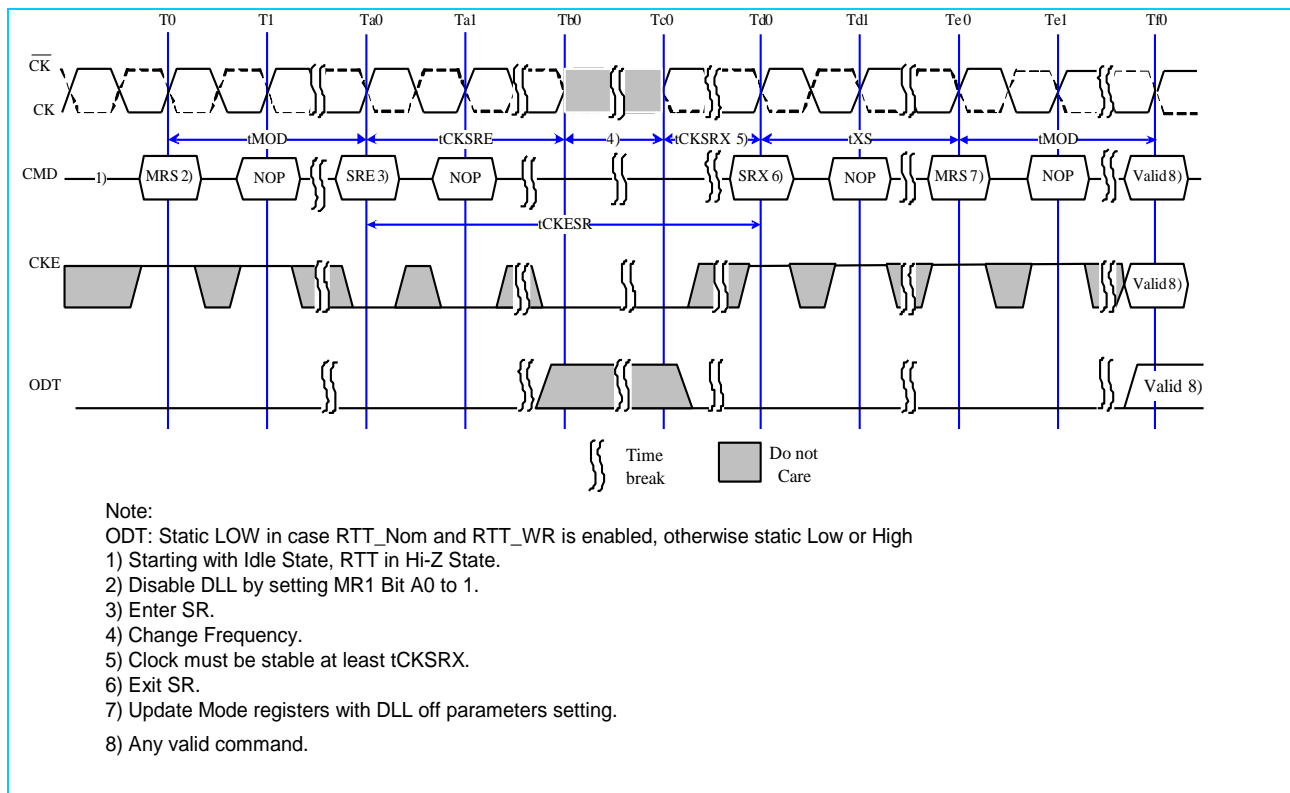 T0 T1 Ta0 Ta1 Tb0 Tc0 Td0 Td1 Te0 Te1 Tf0
CK
CK
tMOD tCKSRE 4) tCKSRX 5) tXS tMOD
CMD 1) MRS 2) NOP SRE 3) NOP SRX 6) NOP MRS 7) NOP Valid 8)
tCKESR
CKE Valid 8)
ODT Valid 8)
Time break
Do not Care
Note:
ODT: Static LOW in case RTT_Nom and RTT_WR is enabled, otherwise static Low or High
1) Starting with Idle State, RTT in Hi-Z State.
2) Disable DLL by setting MR1 Bit A0 to 1.
3) Enter SR.
4) Change Frequency.
5) Clock must be stable at least tCKSRX.
6) Exit SR.
7) Update Mode registers with DLL off parameters setting.
8) Any valid command.